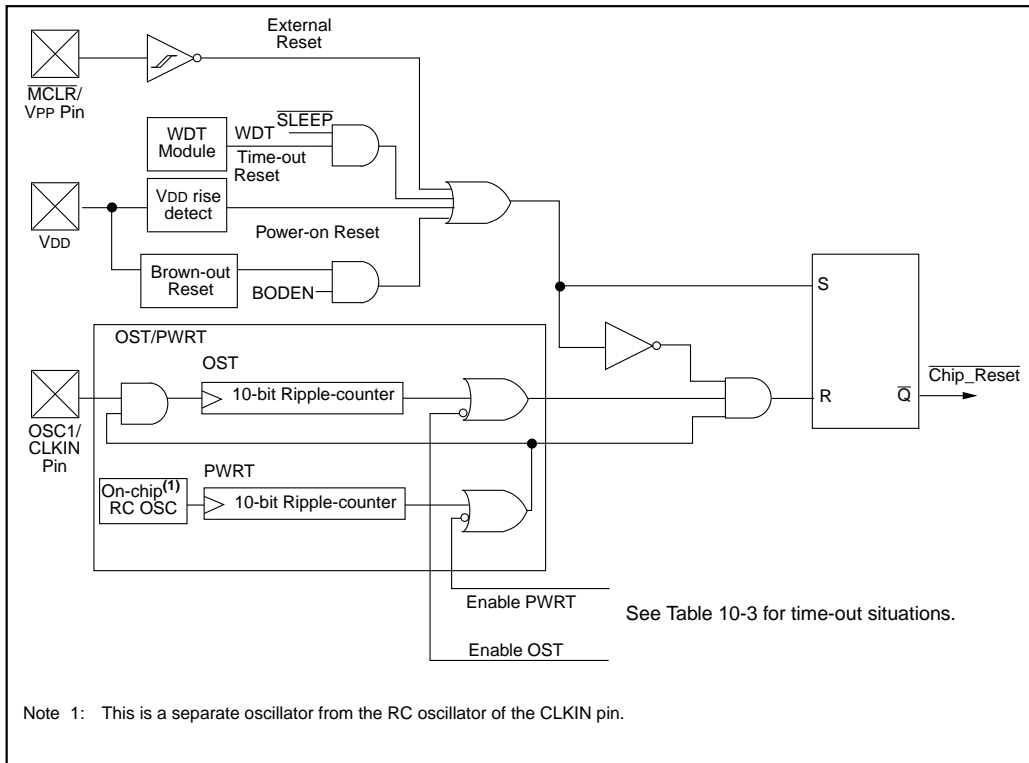 External
Reset
MCLR/
VPP Pin
SLEEP
WDT
Module
WDT
Time-out
Reset
VDD rise
detect
VDD
Power-on Reset
Brown-out
Reset
BODEN
S
OST/PWRT
OST
10-bit Ripple-counter
Chip_Reset
R
Q
OSC1/
CLKIN
Pin
PWRT
On-chip(1)
RC OSC
10-bit Ripple-counter
Enable PWRT
See Table 10-3 for time-out situations.
Enable OST
Note 1: This is a separate oscillator from the RC oscillator of the CLKIN pin.